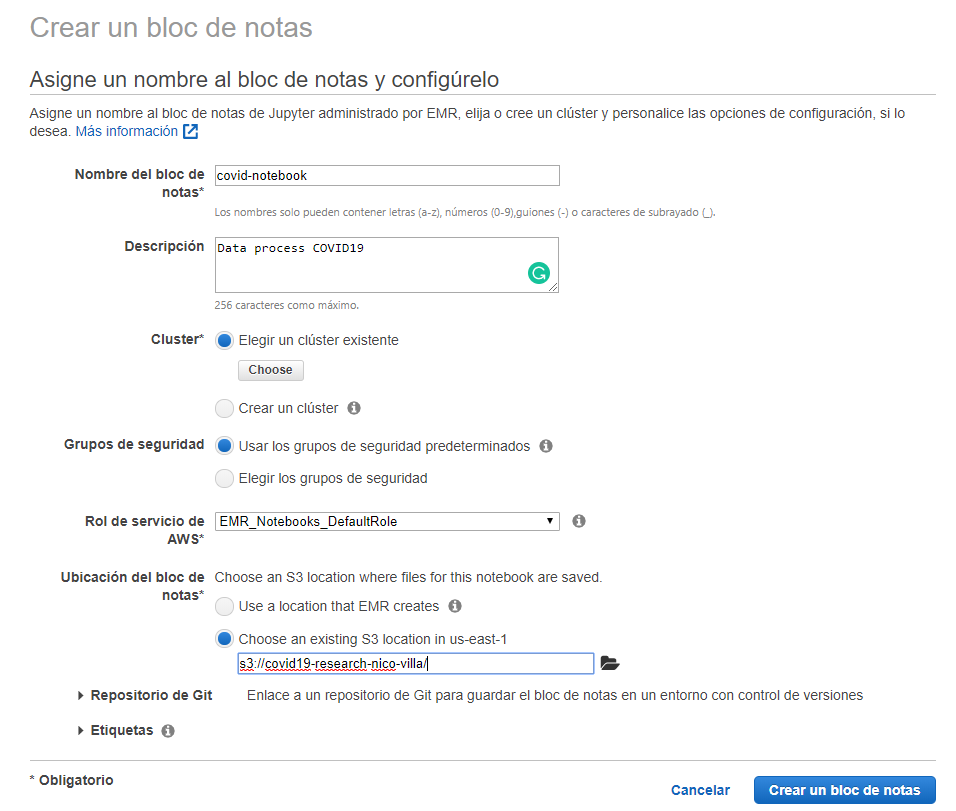 Crear un bloc de notas
Asigne un nombre al bloc de notas y configúrelo
Asigne un nombre al bloc de notas de Jupyter administrado por EMR, elija o cree un clúster y personalice las opciones de configuración, si lo
desea. Más información
Nombre del bloc de
notas*
covid-notebook
Los nombres solo pueden contener letras (a-z), números (0-9),guiones (-) o caracteres de subrayado (_).
Descripción
Data process COVID19
256 caracteres como máximo.
Cluster*
Elegir un clúster existente
Choose
Crear un clúster
Grupos de seguridad
Usar los grupos de seguridad predeterminados
Elegir los grupos de seguridad
Rol de servicio de
AWS*
EMR_Notebooks_DefaultRole
Ubicación del bloc de
notas*
Choose an S3 location where files for this notebook are saved.
Use a location that EMR creates
Choose an existing S3 location in us-east-1
s3://covid19-research-nico-villa/
Repositorio de Git Enlace a un repositorio de Git para guardar el bloc de notas en un entorno con control de versiones
Etiquetas
* Obligatorio
Cancelar Crear un bloc de notas